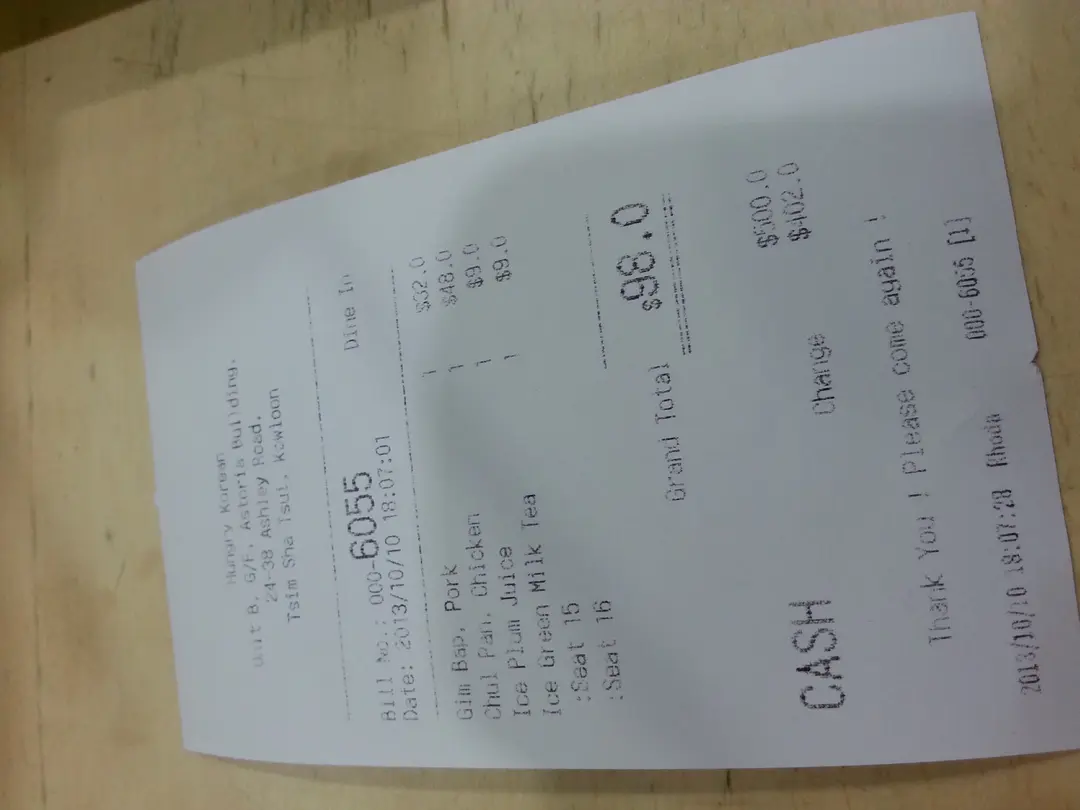 Hungry Korean
Unit B, G/F, Astoria Building,
24-38 Ashley Road,
Tsim Sha Tsui, Kowloon
Dine In
Bill No.: 000-6055
Date: 2013/10/10 18:07:01
Gim Bap, Pork 1 $32.0
Chul Pan, Chicken 1 $48.0
Ice Plum Juice 1 $9.0
Ice Green Milk Tea 1 $9.0
:Seat 15
:Seat 16
Grand Total $98.0
CASH $500.0
Change $402.0
Thank You ! Please come again !
2013/10/10 18:07:28 Rhoda 000-6055 [1]